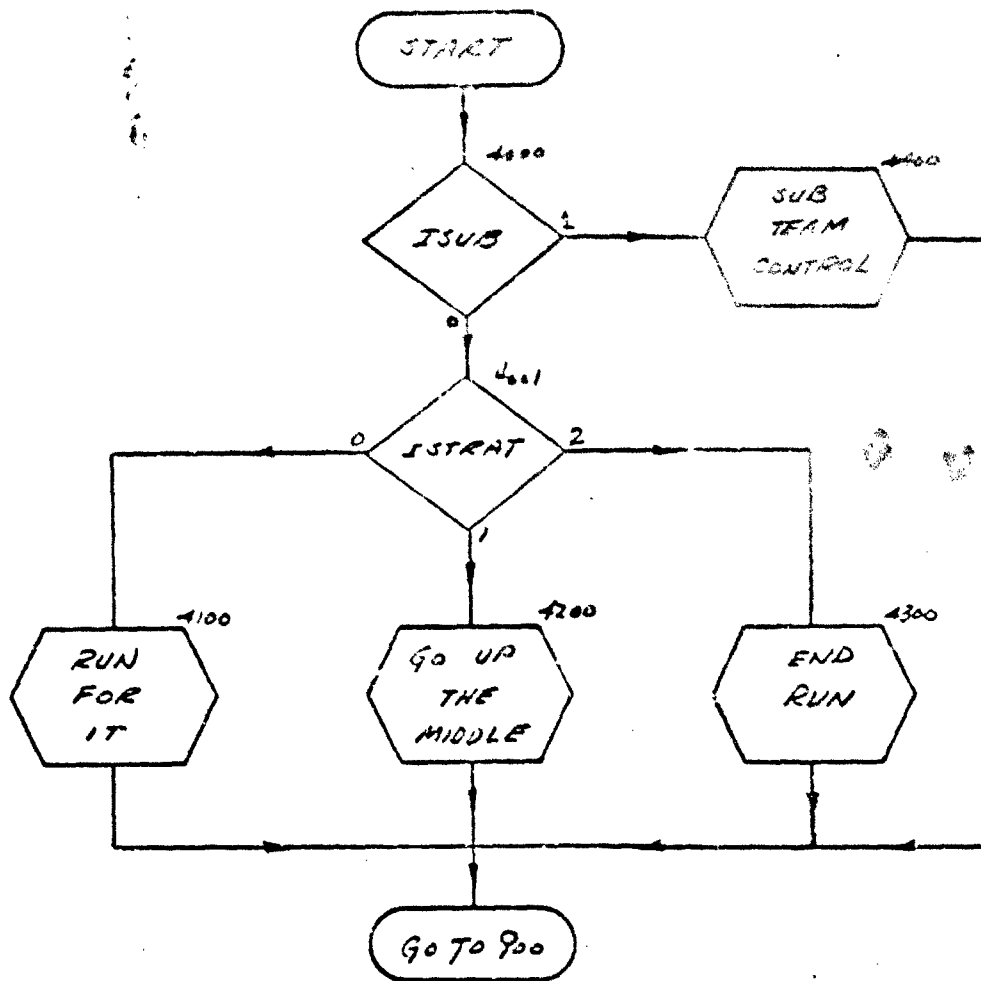 START
4000
ISUB
1
4400
SUB
TEAM
CONTROL
0
4001
0
ISTRAT
2
1
4100
RUN
FOR
IT
4200
GO UP
THE
MIDDLE
4300
END
RUN
GO TO 900